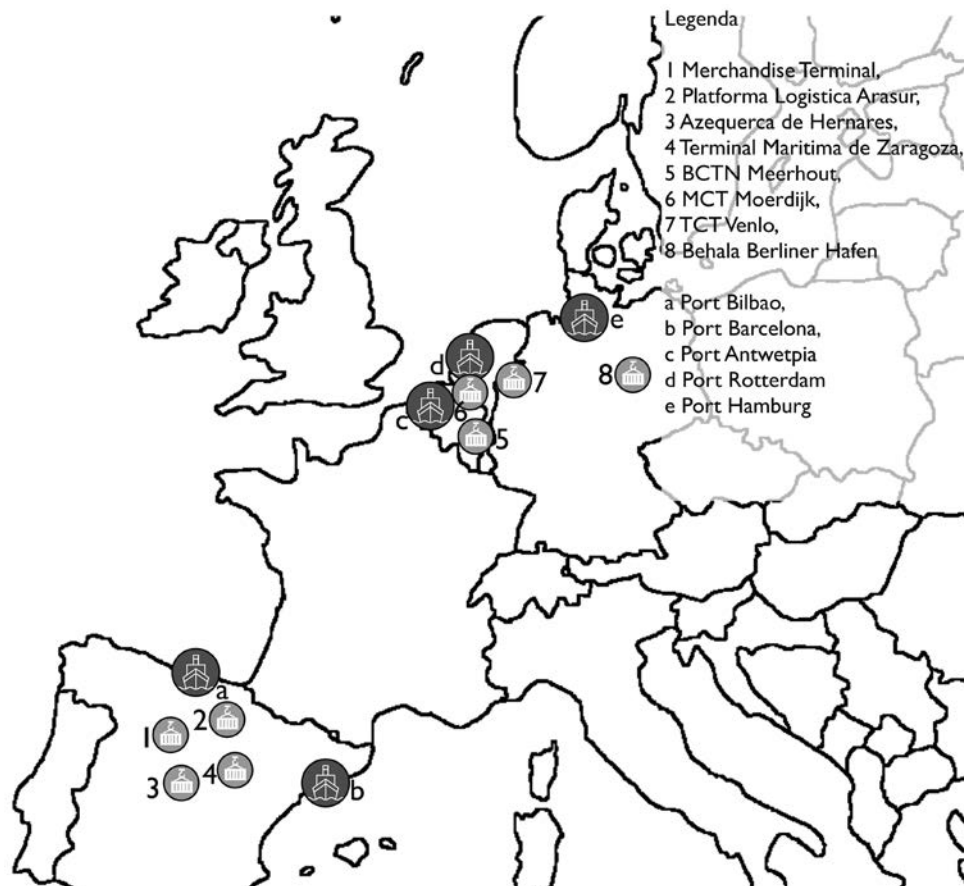 Legenda
1 Merchandise Terminal,
2 Platforma Logistica Arasur,
3 Azequerca de Hernares,
4 Terminal Maritima de Zaragoza,
5 BCTN Meerhout,
6 MCT Moerdijk,
7 TCT Venlo,
8 Behala Berliner Hafen
a Port Bilbao,
b Port Barcelona,
c Port Antwetpia
d Port Rotterdam
e Port Hamburg
e
d
7
8
6
c
5
a
2
1
4
3
b